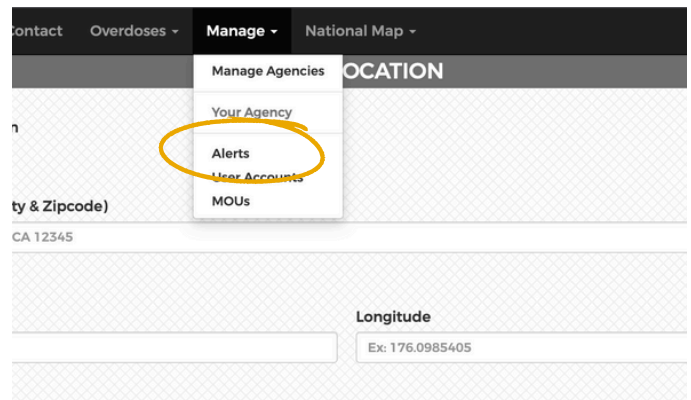 Contact Overdoses Manage National Map
Manage Agencies
OCATION
Your Agency
n
Alerts
User Accounts
ty & Zipcode)
MOUs
CA 12345
Longitude
Ex: 176.0985405